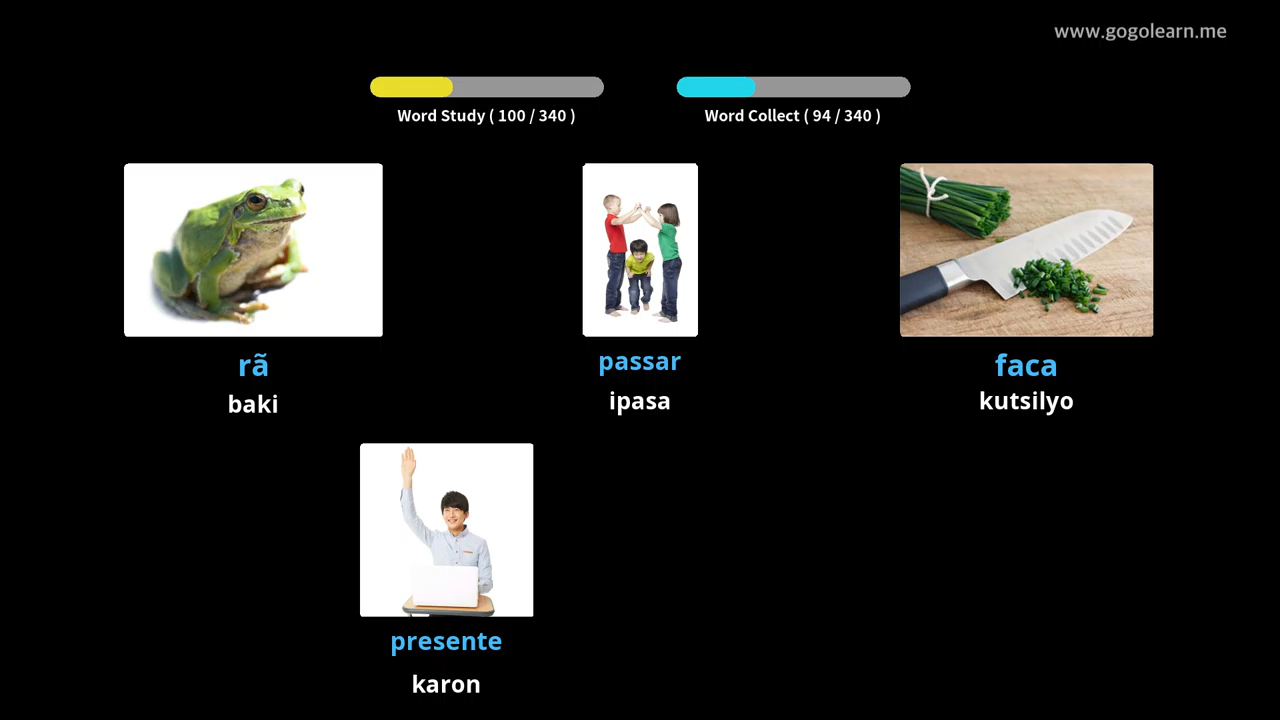 www.gogolearn.me
Word Study ( 100 / 340 )
Word Collect ( 94 / 340 )
rã
baki
passar
ipasa
faca
kutsilyo
presente
karon